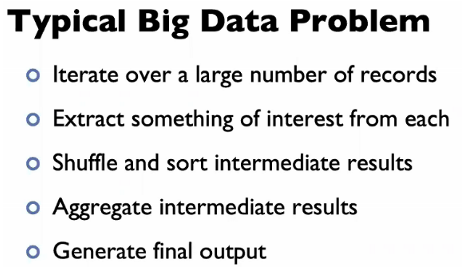 Typical Big Data Problem
Iterate over a large number of records
Extract something of interest from each
Shuffle and sort intermediate results
Aggregate intermediate results
Generate final output